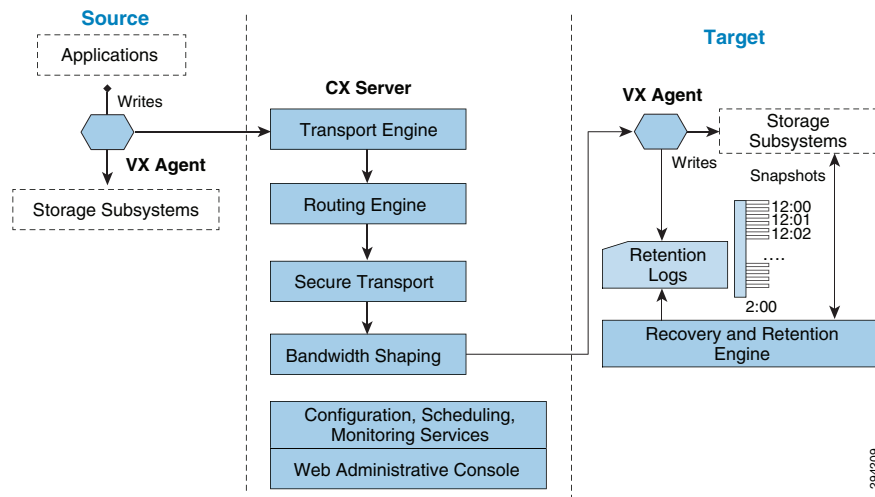 Source
Applications
Writes
VX Agent
Storage Subsystems
CX Server
Transport Engine
Routing Engine
Secure Transport
Bandwidth Shaping
Configuration, Scheduling,
Monitoring Services
Web Administrative Console
Target
VX Agent
Storage
Subsystems
Writes
Snapshots
12:00
12:01
12:02
....
2:00
Retention
Logs
Recovery and Retention
Engine
294209